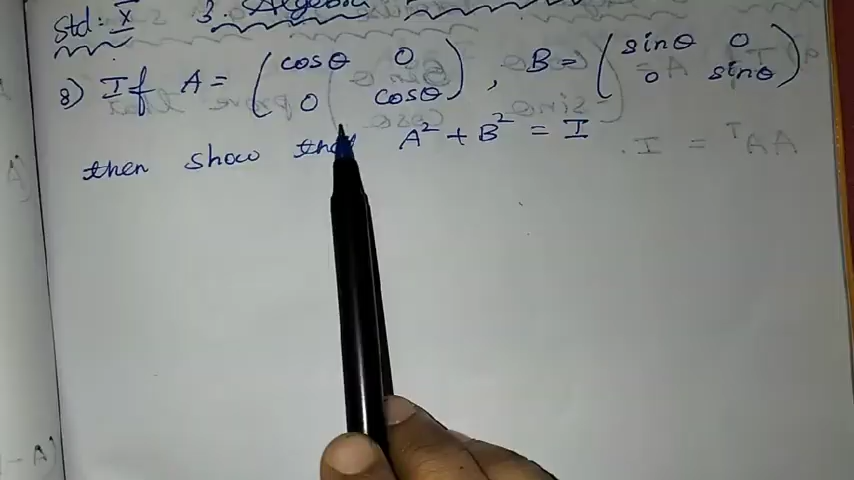 Std: X 3. Algebra
8) If A = ( cosθ 0 , B = ( sinθ 0
0 cosθ ) 0 sinθ )
then show that A² + B² = I